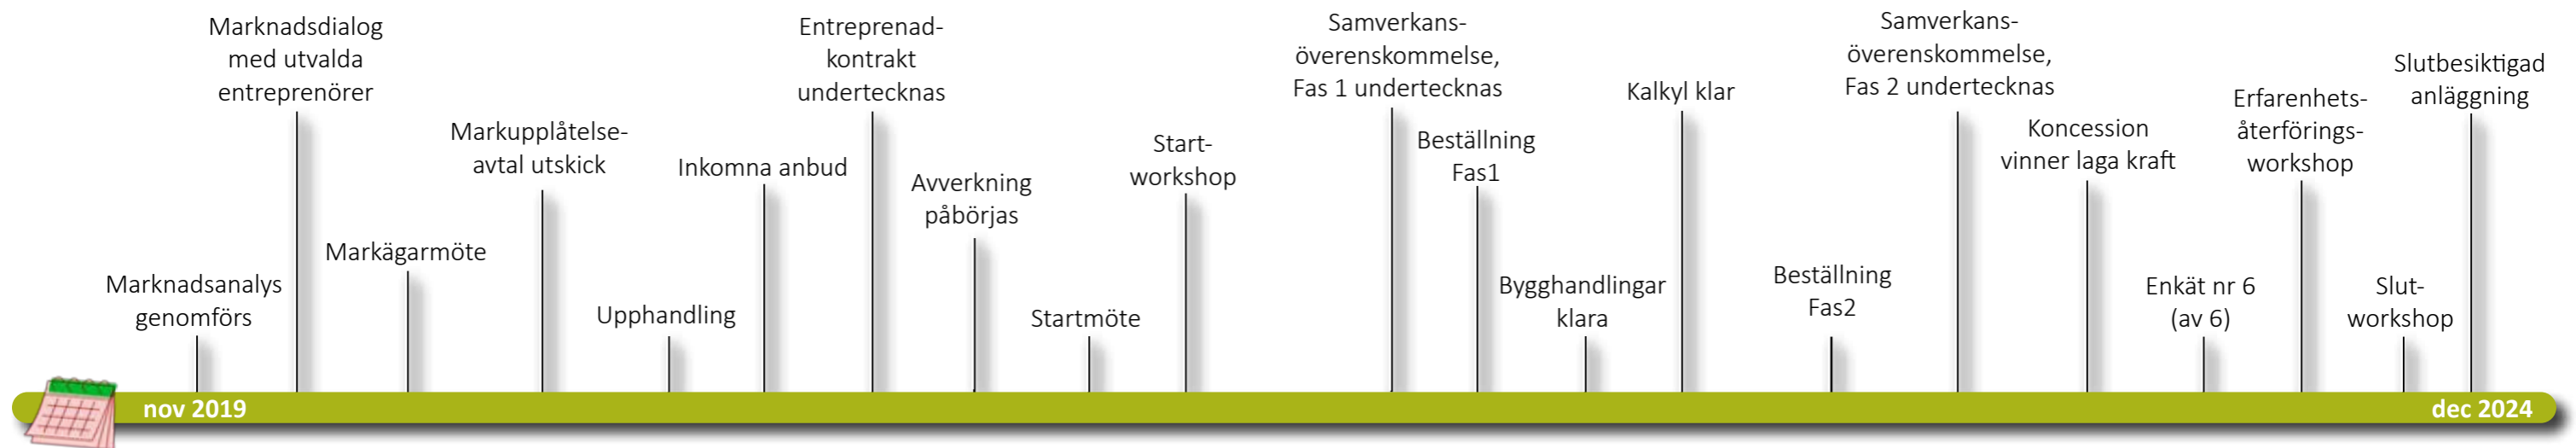 Marknadsanalys
genomförs
Marknadsdialog
med utvalda
entreprenörer
Markägarmöte
Markupplåtelse-
avtal utskick
Upphandling
Inkomna anbud
Entreprenad-
kontrakt
undertecknas
Avverkning
påbörjas
Startmöte
Start-
workshop
Samverkans-
överenskommelse,
Fas 1 undertecknas
Beställning
Fas1
Bygghandlingar
klara
Kalkyl klar
Beställning
Fas2
Samverkans-
överenskommelse,
Fas 2 undertecknas
Koncession
vinner laga kraft
Enkät nr 6
(av 6)
Erfarenhets-
återförings-
workshop
Slut-
workshop
Slutbesiktigad
anläggning
nov 2019
dec 2024